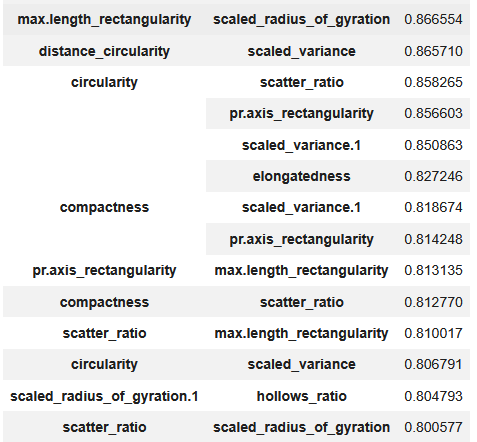 max.length_rectangularity scaled_radius_of_gyration 0.866554
distance_circularity scaled_variance 0.865710
circularity scatter_ratio 0.858265
pr.axis_rectangularity 0.856603
scaled_variance.1 0.850863
elongatedness 0.827246
compactness scaled_variance.1 0.818674
pr.axis_rectangularity 0.814248
pr.axis_rectangularity max.length_rectangularity 0.813135
compactness scatter_ratio 0.812770
scatter_ratio max.length_rectangularity 0.810017
circularity scaled_variance 0.806791
scaled_radius_of_gyration.1 hollows_ratio 0.804793
scatter_ratio scaled_radius_of_gyration 0.800577